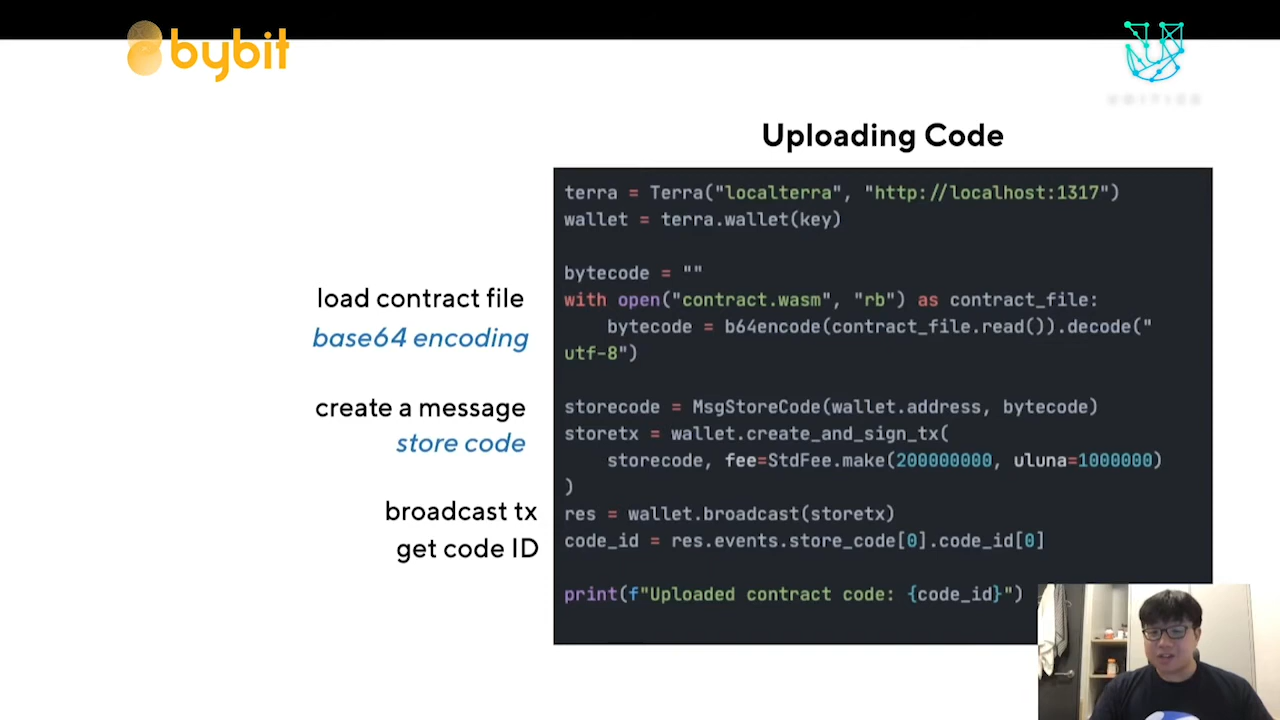 bybit
Uploading Code
load contract file
base64 encoding
create a message
store code
broadcast tx
get code ID
terra = Terra("localterra", "http://localhost:1317")
wallet = terra.wallet(key)
bytecode = ""
with open("contract.wasm", "rb") as contract_file:
bytecode = b64encode(contract_file.read()).decode("
utf-8")
storecode = MsgStoreCode(wallet.address, bytecode)
storetx = wallet.create_and_sign_tx(
storecode, fee=StdFee.make(200000000, uluna=1000000)
)
res = wallet.broadcast(storetx)
code_id = res.events.store_code[0].code_id[0]
print(f"Uploaded contract code: {code_id}")